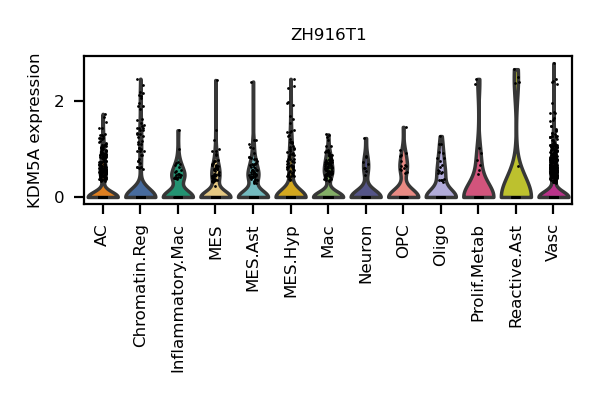 ZH916T1
KDM5A expression
2
0
AC
Chromatin.Reg
Inflammatory.Mac
MES
MES.Ast
MES.Hyp
Mac
Neuron
OPC
Oligo
Prolif.Metab
Reactive.Ast
Vasc